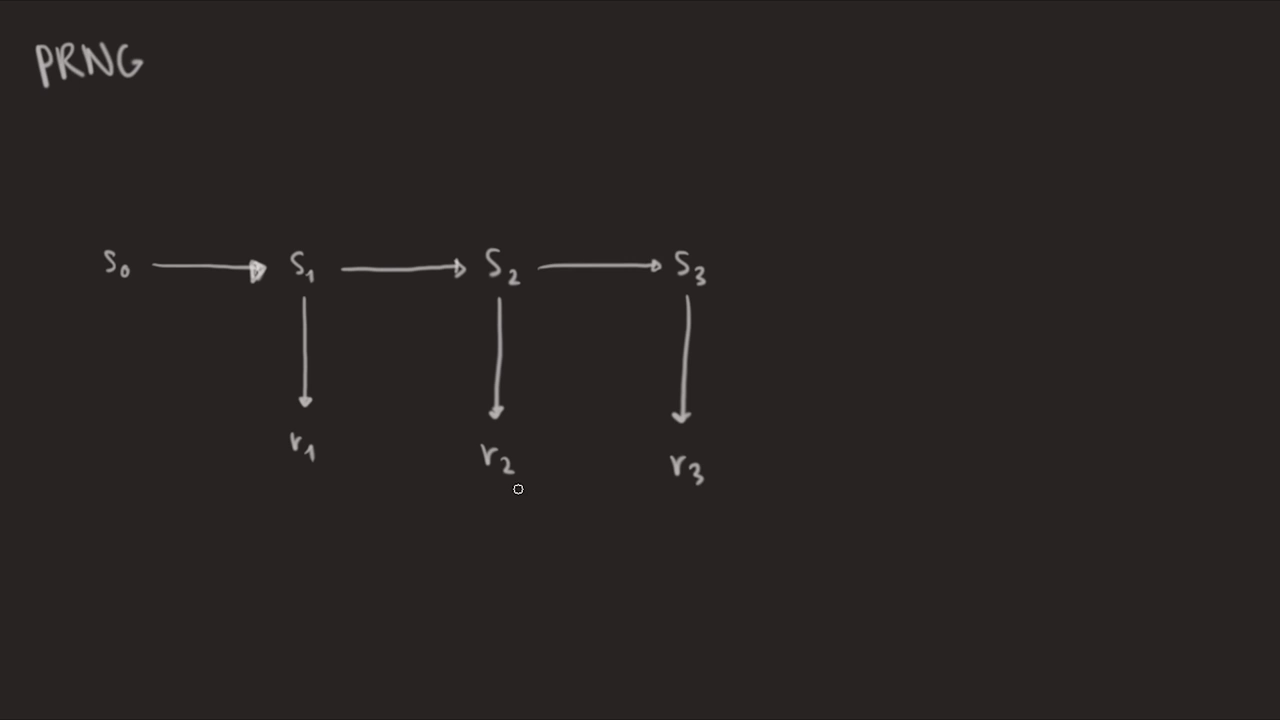 PRNG
S₀ S₁ S₂ S₃
r₁ r₂ r₃